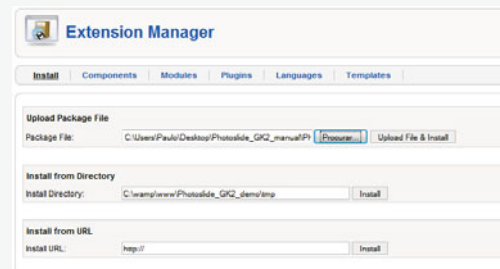 Extension Manager
Install Components Modules Plugins Languages Templates
Upload Package File
Package File: C:\Users\Paulo\Desktop\Photoslide_GK2_manual\Ph Procurar... Upload File & Install
Install from Directory
Install Directory: C:\wamp\www\Photoslide_GK2_demo\tmp Install
Install from URL
Install URL: http:// Install